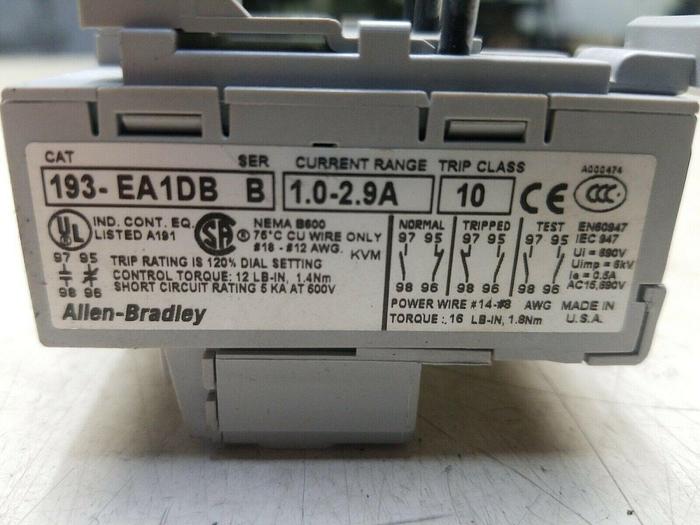 CAT SER CURRENT RANGE TRIP CLASS A000474
193- EA1DB B 1.0-2.9A 10 CE CCC
UL IND. CONT. EQ.
LISTED A191
SA NEMA B600
® 75°C CU WIRE ONLY
#18 - #12 AWG. KVM
97 95
98 96
TRIP RATING IS 120% DIAL SETTING
CONTROL TORQUE: 12 LB-IN, 1.4Nm
SHORT CIRCUIT RATING 5 KA AT 600V
Allen-Bradley
NORMAL TRIPPED TEST
97 95 97 95 97 95
98 96 98 96 98 96
EN60947
IEC 947
Ui = 690V
Uimp = 6kV
Ie = 0.5A
AC15,690V
POWER WIRE #14-#8 AWG
TORQUE : 16 LB-IN, 1.8Nm
MADE IN
U.S.A.